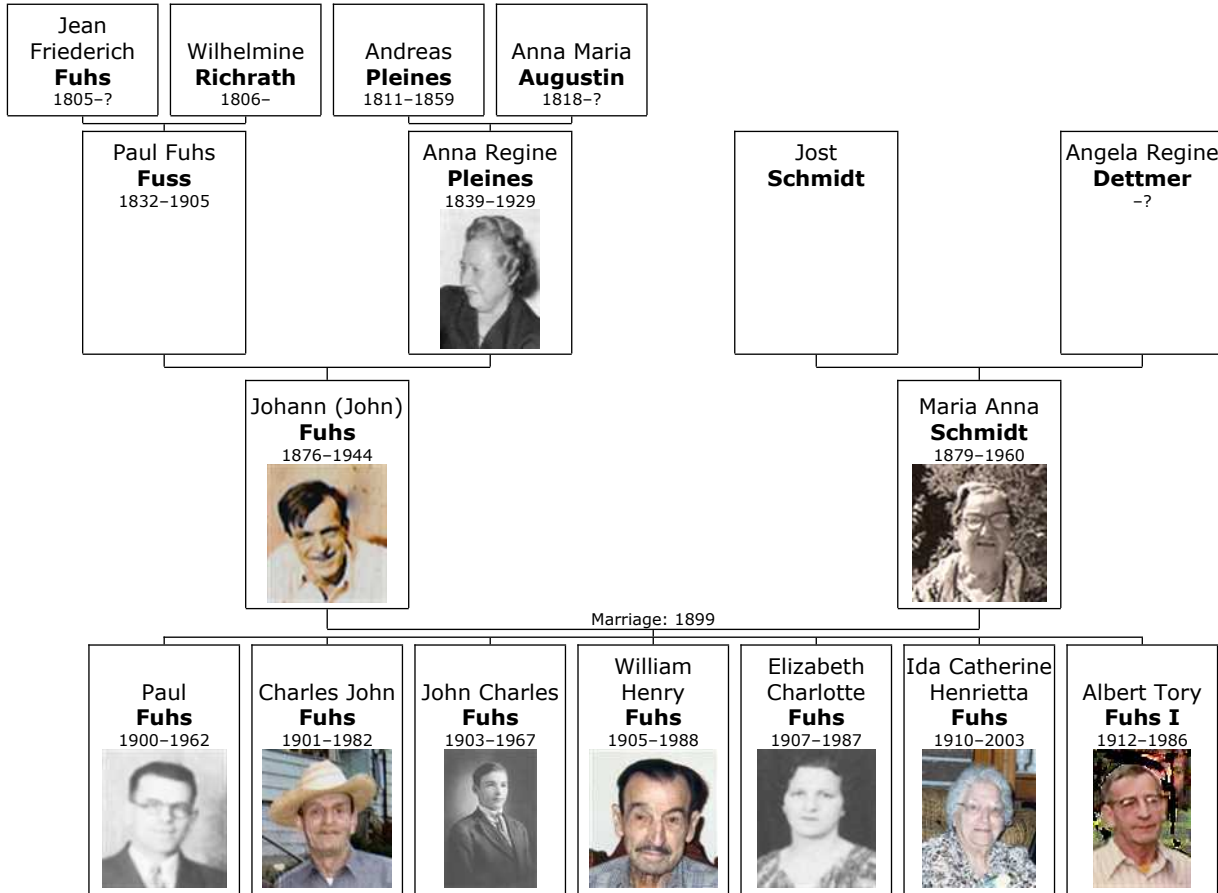 Jean
Friederich
Fuhs
1805–?
Wilhelmine
Richrath
1806–
Andreas
Pleines
1811–1859
Anna Maria
Augustin
1818–?
Paul Fuhs
Fuss
1832–1905
Anna Regine
Pleines
1839–1929
Jost
Schmidt
Angela Regine
Dettmer
–?
Johann (John)
Fuhs
1876–1944
Maria Anna
Schmidt
1879–1960
Marriage: 1899
Paul
Fuhs
1900–1962
Charles John
Fuhs
1901–1982
John Charles
Fuhs
1903–1967
William
Henry
Fuhs
1905–1988
Elizabeth
Charlotte
Fuhs
1907–1987
Ida Catherine
Henrietta
Fuhs
1910–2003
Albert Tory
Fuhs I
1912–1986